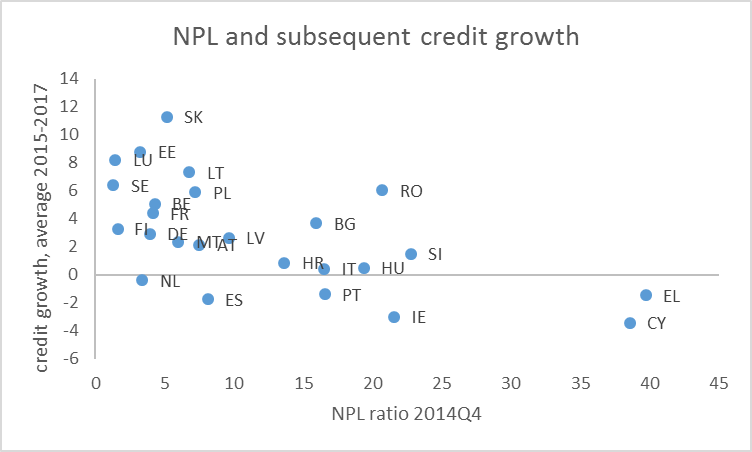 NPL and subsequent credit growth
credit growth, average 2015-2017
14
12
10
8
6
4
2
0
-2
-4
-6
SK
EE
LU
LT
SE
PL
RO
BE
FR
BG
FI
DE
MT
AT
LV
SI
HR
IT
HU
NL
PT
ES
EL
IE
CY
0 5 10 15 20 25 30 35 40 45
NPL ratio 2014Q4